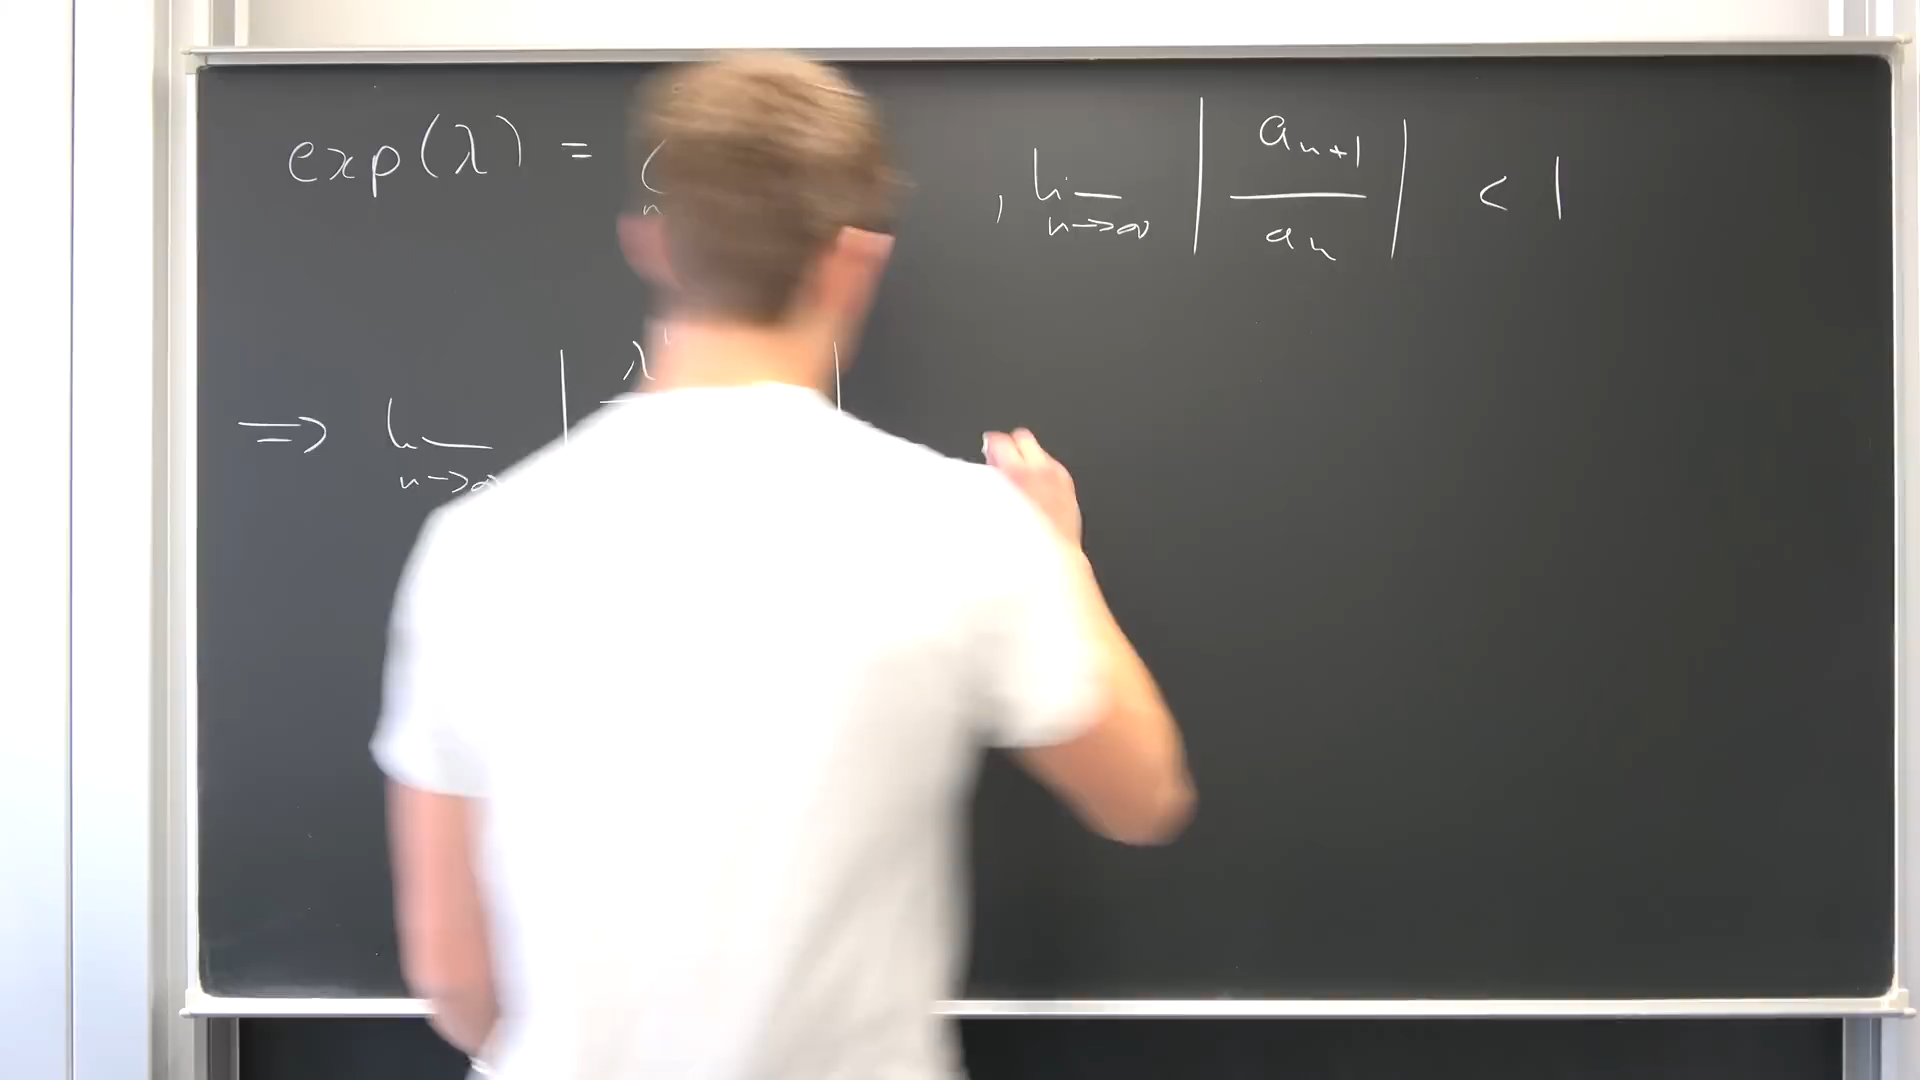 exp(λ) = , lim n→∞ | a_{n+1} / a_n | < 1
⇒ lim n→∞ | λ |